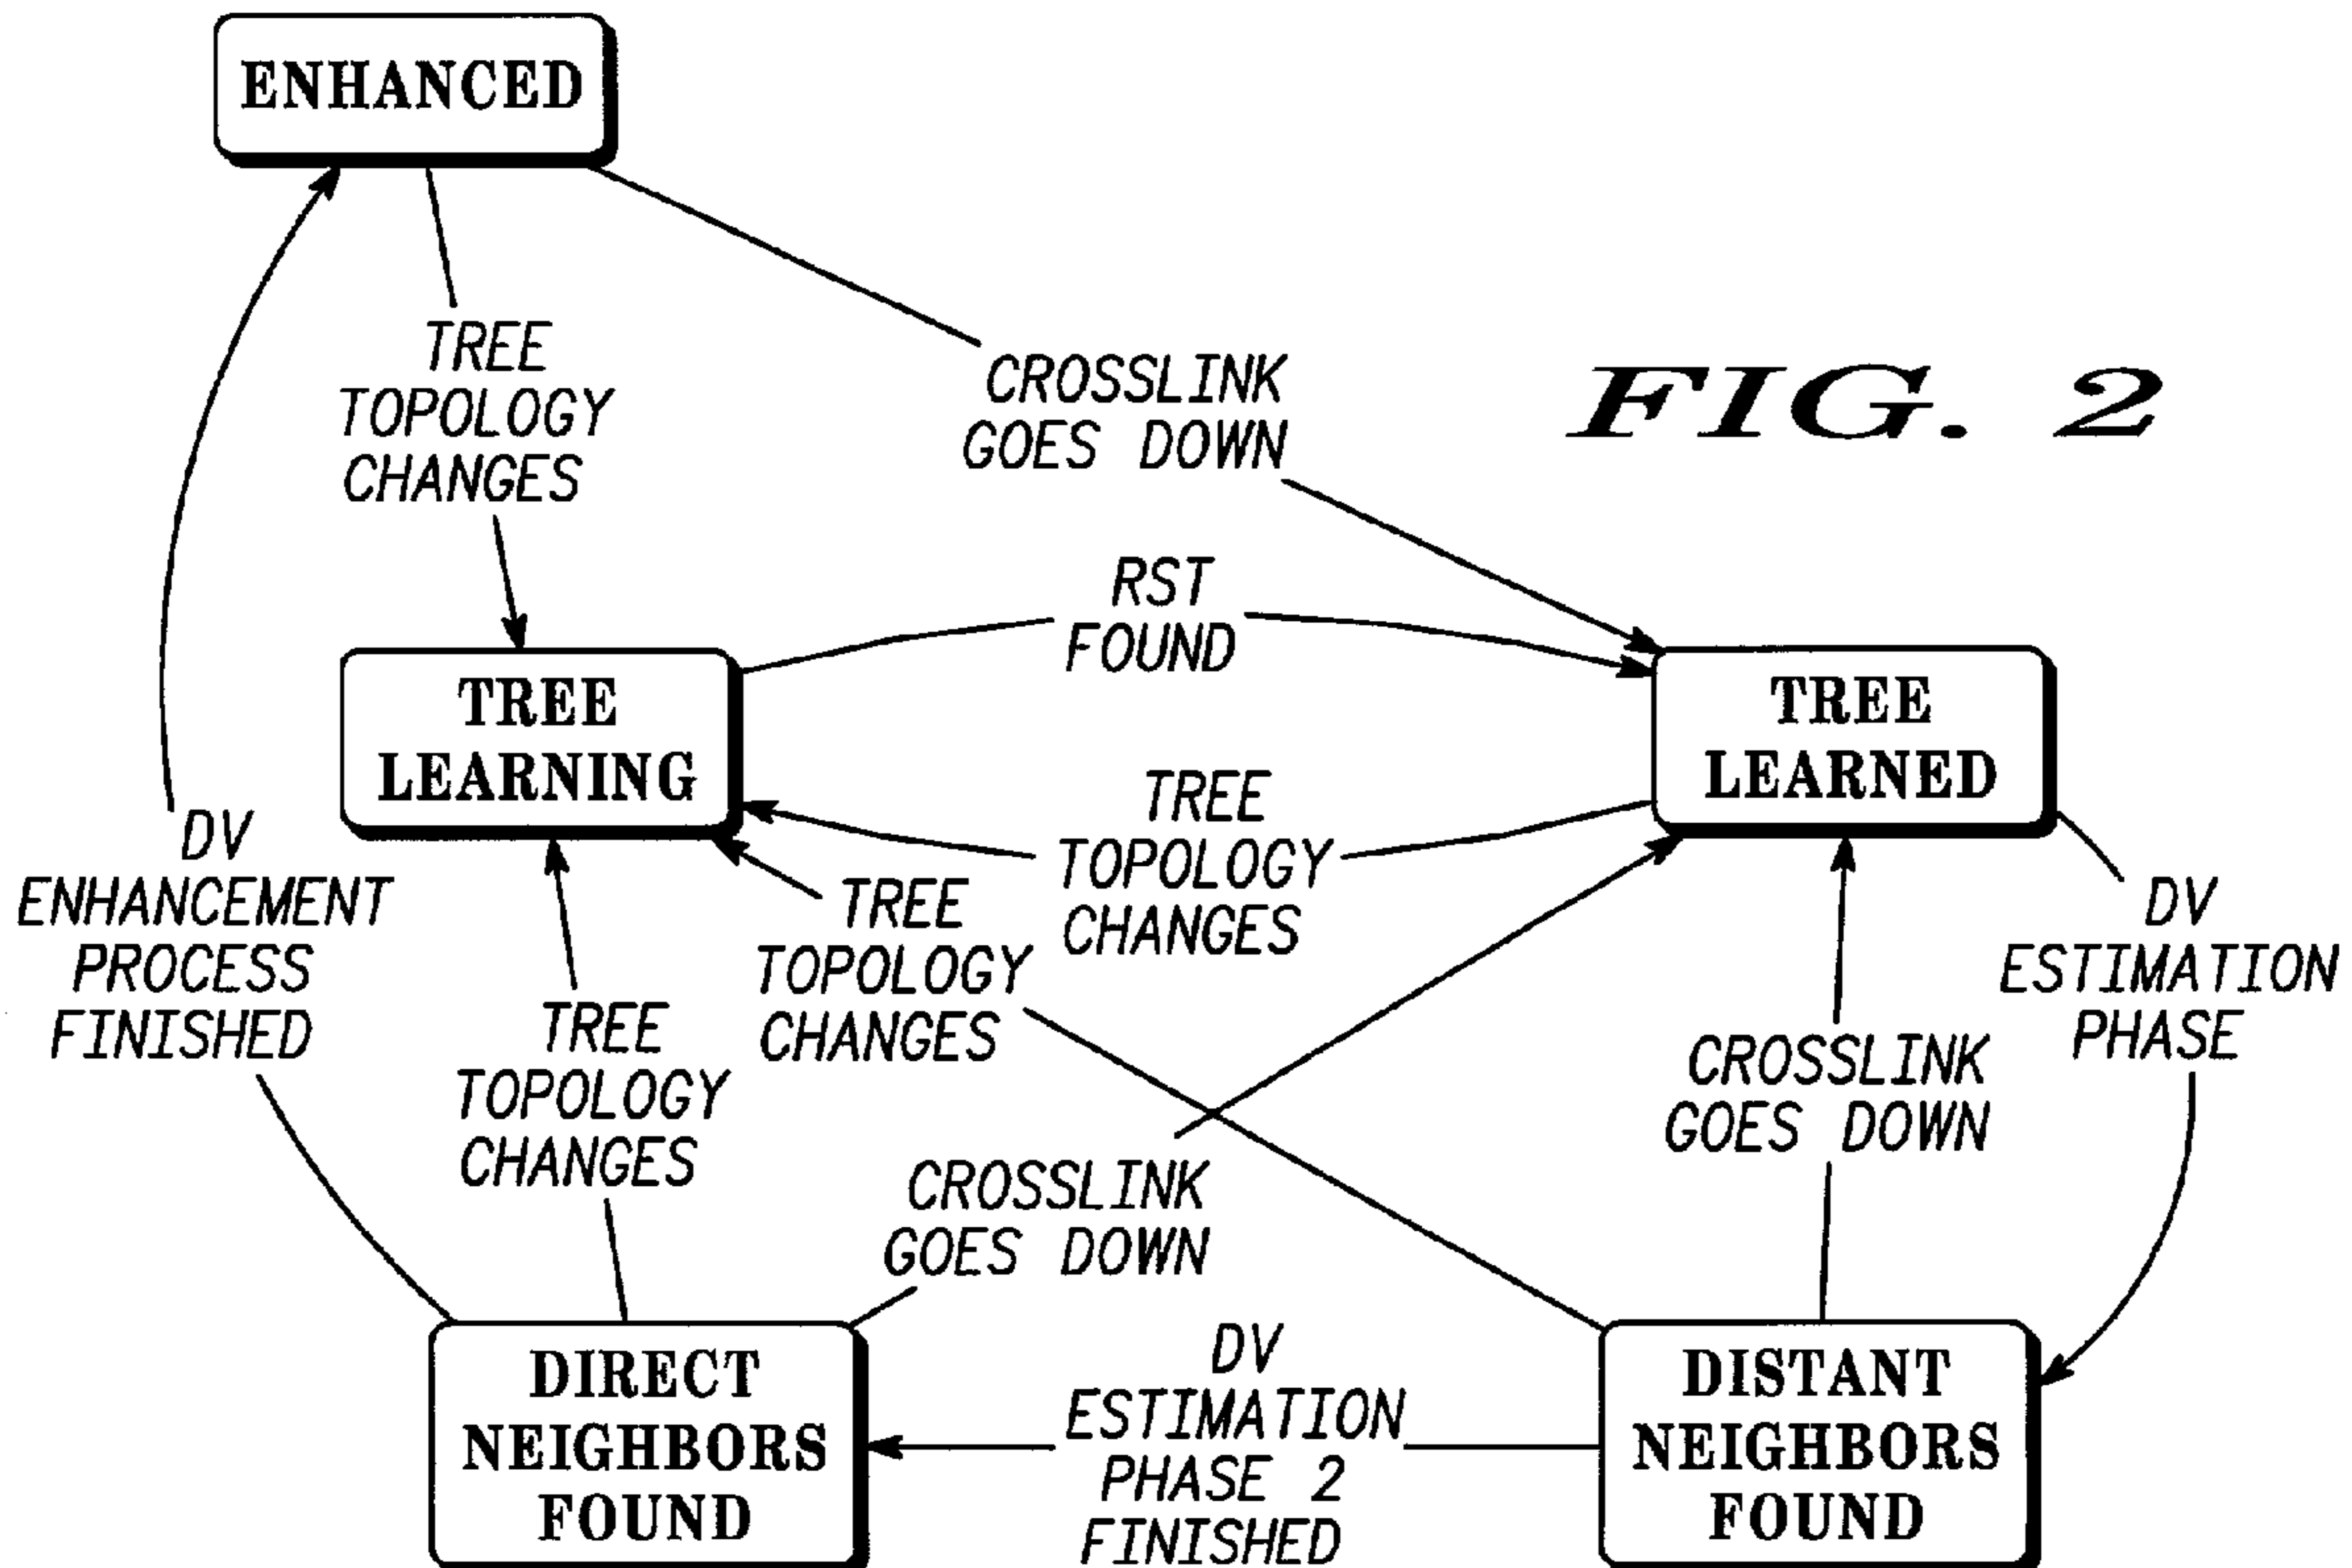 ENHANCED
TREE
TOPOLOGY
CHANGES
CROSSLINK
GOES DOWN
FIG. 2
RST
FOUND
TREE
LEARNING
TREE
LEARNED
TREE
TOPOLOGY
CHANGES
DV
ENHANCEMENT
PROCESS
FINISHED
TREE
TOPOLOGY
CHANGES
DV
ESTIMATION
PHASE
TREE
TOPOLOGY
CHANGES
CROSSLINK
GOES DOWN
CROSSLINK
GOES DOWN
DIRECT
NEIGHBORS
FOUND
DV
ESTIMATION
PHASE 2
FINISHED
DISTANT
NEIGHBORS
FOUND